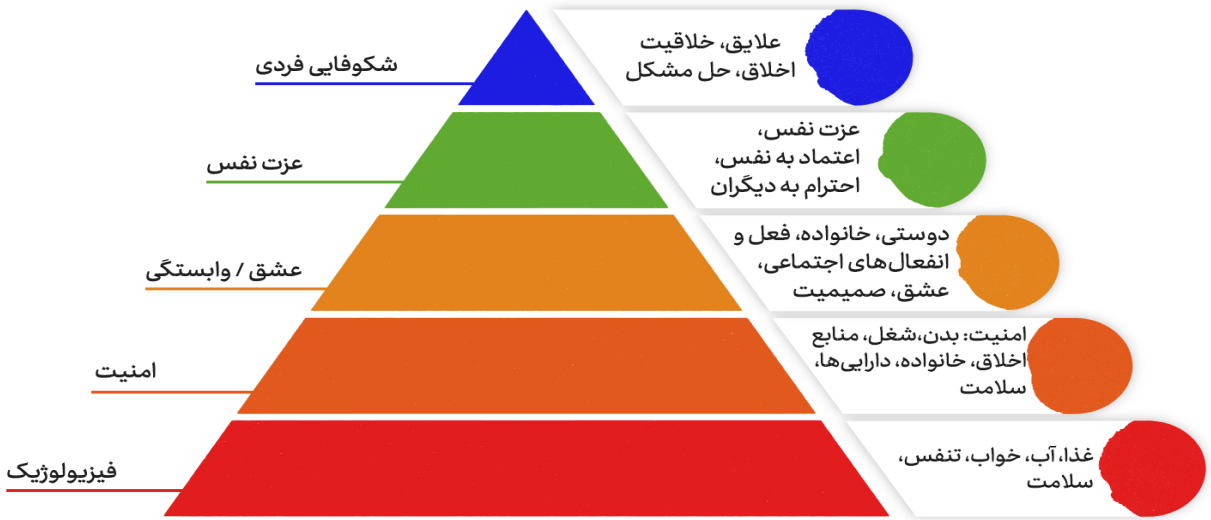 علایق، خلاقیت
اخلاق، حل مشکل
شکوفایی فردی
عزت نفس،
اعتماد به نفس،
احترام به دیگران
عزت نفس
دوستی، خانواده، فعل و
انفعال‌های اجتماعی،
عشق، صمیمیت
عشق / وابستگی
امنیت: بدن،شغل، منابع
اخلاق، خانواده، دارایی‌ها،
سلامت
امنیت
غذا،آب، خواب، تنفس،
سلامت
فیزیولوژیک